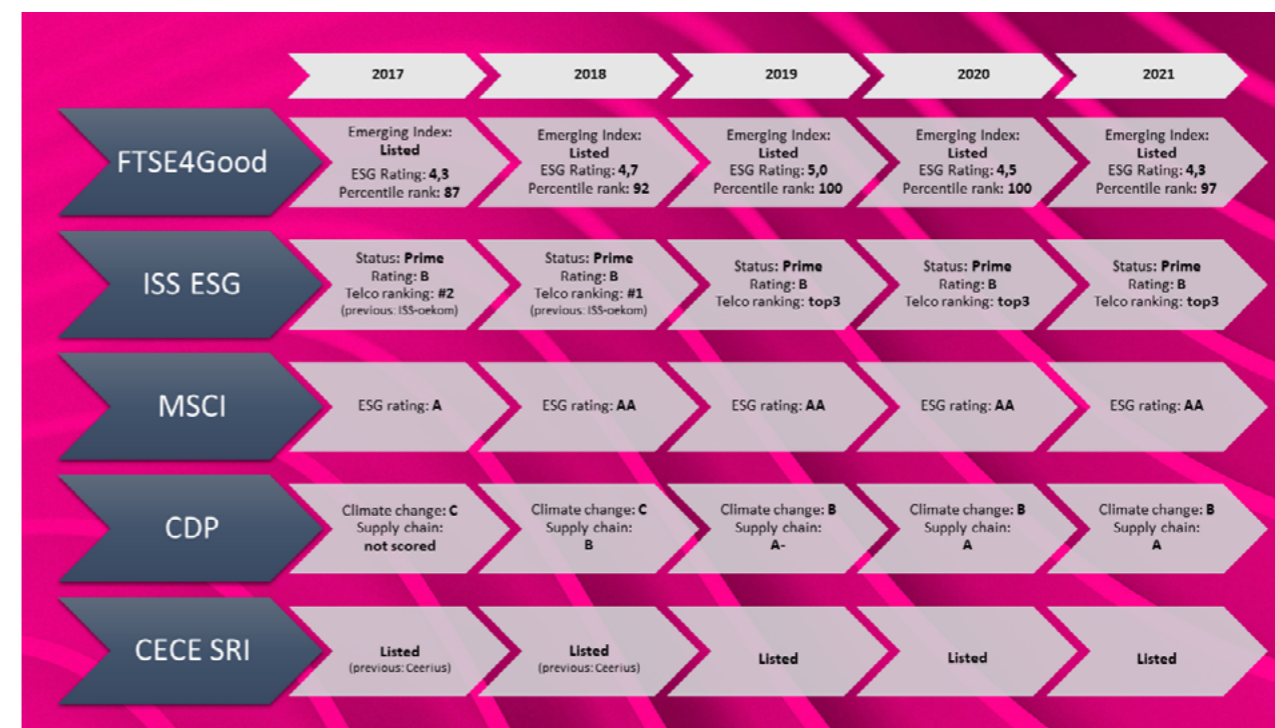 2017
2018
2019
2020
2021
FTSE4Good
Emerging Index:
Listed
ESG Rating: 4,3
Percentile rank: 87
Emerging Index:
Listed
ESG Rating: 4,7
Percentile rank: 92
Emerging Index:
Listed
ESG Rating: 5,0
Percentile rank: 100
Emerging Index:
Listed
ESG Rating: 4,5
Percentile rank: 100
Emerging Index:
Listed
ESG Rating: 4,3
Percentile rank: 97
ISS ESG
Status: Prime
Rating: B
Telco ranking: #2
(previous: ISS-oekom)
Status: Prime
Rating: B
Telco ranking: #1
(previous: ISS-oekom)
Status: Prime
Rating: B
Telco ranking: top3
Status: Prime
Rating: B
Telco ranking: top3
Status: Prime
Rating: B
Telco ranking: top3
MSCI
ESG rating: A
ESG rating: AA
ESG rating: AA
ESG rating: AA
ESG rating: AA
CDP
Climate change: C
Supply chain:
not scored
Climate change: C
Supply chain:
B
Climate change: B
Supply chain:
A-
Climate change: B
Supply chain:
A
Climate change: B
Supply chain:
A
CECE SRI
Listed
(previous: Ceerius)
Listed
(previous: Ceerius)
Listed
Listed
Listed